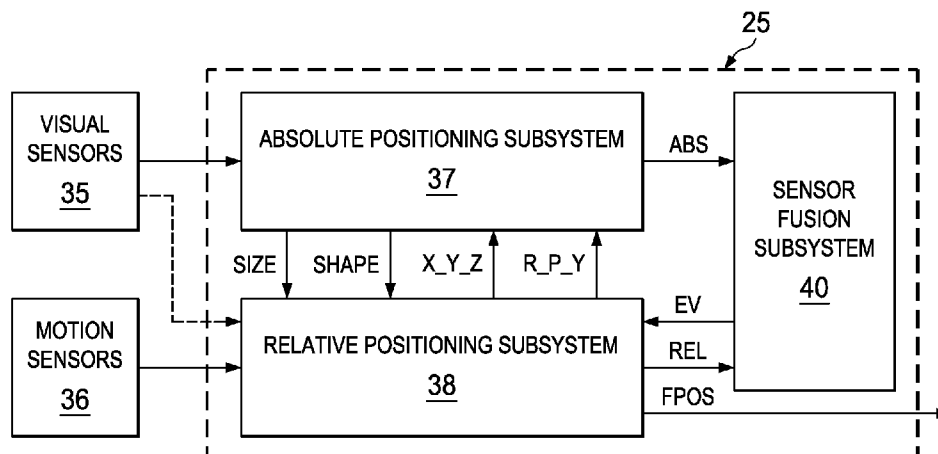 25
VISUAL
SENSORS
35
ABSOLUTE POSITIONING SUBSYSTEM
37
ABS
SENSOR
FUSION
SUBSYSTEM
40
SIZE
SHAPE
X_Y_Z
R_P_Y
MOTION
SENSORS
36
RELATIVE POSITIONING SUBSYSTEM
38
EV
REL
FPOS